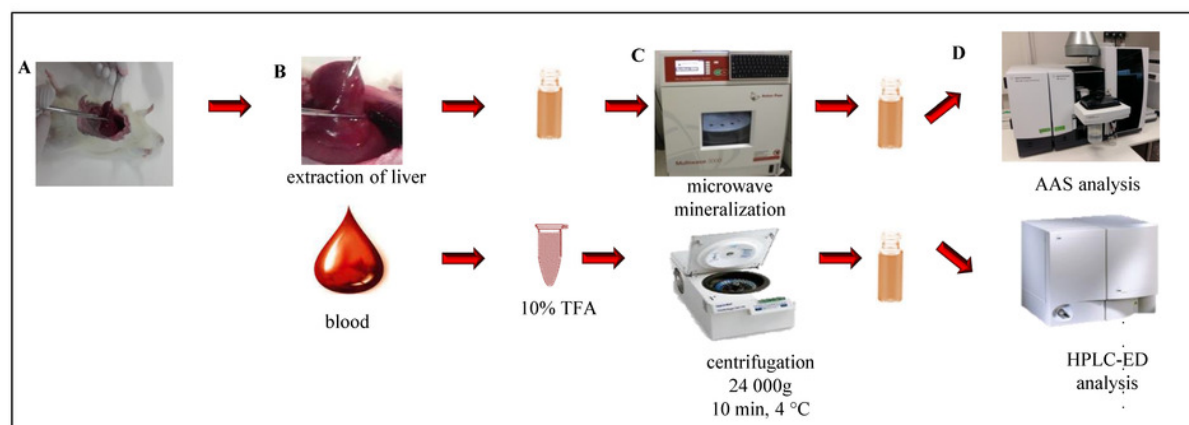 A
B
C
D
extraction of liver
microwave
mineralization
AAS analysis
blood
10% TFA
centrifugation
24 000g
10 min, 4 °C
HPLC-ED
analysis